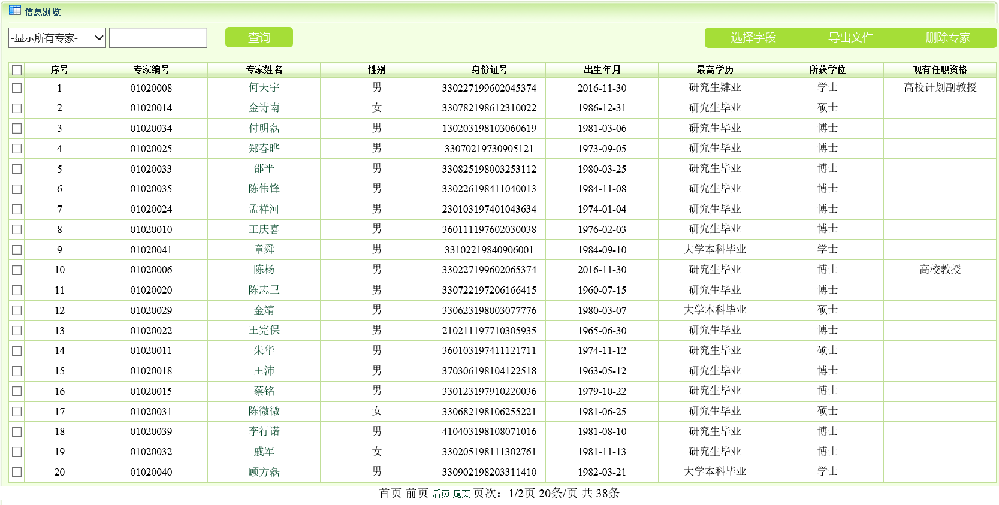 信息浏览
-显示所有专家- 查询 选择字段 导出文件 删除专家
序号 专家编号 专家姓名 性别 身份证号 出生年月 最高学历 所获学位 现有任职资格
1 01020008 何天宇 男 330227199602045374 2016-11-30 研究生肄业 学士 高校计划副教授
2 01020014 金诗南 女 330782198612310022 1986-12-31 研究生毕业 硕士
3 01020034 付明磊 男 130203198103060619 1981-03-06 研究生毕业 博士
4 01020025 郑春晔 男 33070219730905121 1973-09-05 研究生毕业 博士
5 01020033 邵平 男 330825198003253112 1980-03-25 研究生毕业 博士
6 01020035 陈伟锋 男 330226198411040013 1984-11-08 研究生毕业 博士
7 01020024 孟祥河 男 230103197401043634 1974-01-04 研究生毕业 博士
8 01020010 王庆喜 男 360111197602030038 1976-02-03 研究生毕业 博士
9 01020041 章舜 男 33102219840906001 1984-09-10 大学本科毕业 学士
10 01020006 陈杨 男 330227199602065374 2016-11-30 研究生毕业 博士 高校教授
11 01020020 陈志卫 男 330722197206166415 1960-07-15 研究生毕业 博士
12 01020029 金靖 男 330623198003077776 1980-03-07 大学本科毕业 硕士
13 01020022 王宪保 男 210211197710305935 1965-06-30 研究生毕业 博士
14 01020011 朱华 男 360103197411121711 1974-11-12 研究生毕业 硕士
15 01020018 王沛 男 370306198104122518 1963-05-12 研究生毕业 博士
16 01020015 蔡铭 男 330123197910220036 1979-10-22 研究生毕业 博士
17 01020031 陈微微 女 330682198106255221 1981-06-25 研究生毕业 硕士
18 01020039 李行诺 男 410403198108071016 1981-08-10 研究生毕业 博士
19 01020032 戚军 女 330205198111302761 1981-11-13 研究生毕业 博士
20 01020040 顾方磊 男 330902198203311410 1982-03-21 大学本科毕业 学士
首页 前页 后页 尾页 页次：1/2页 20条/页 共 38条